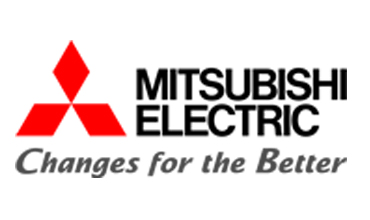 MITSUBISHI
ELECTRIC
Changes for the Better